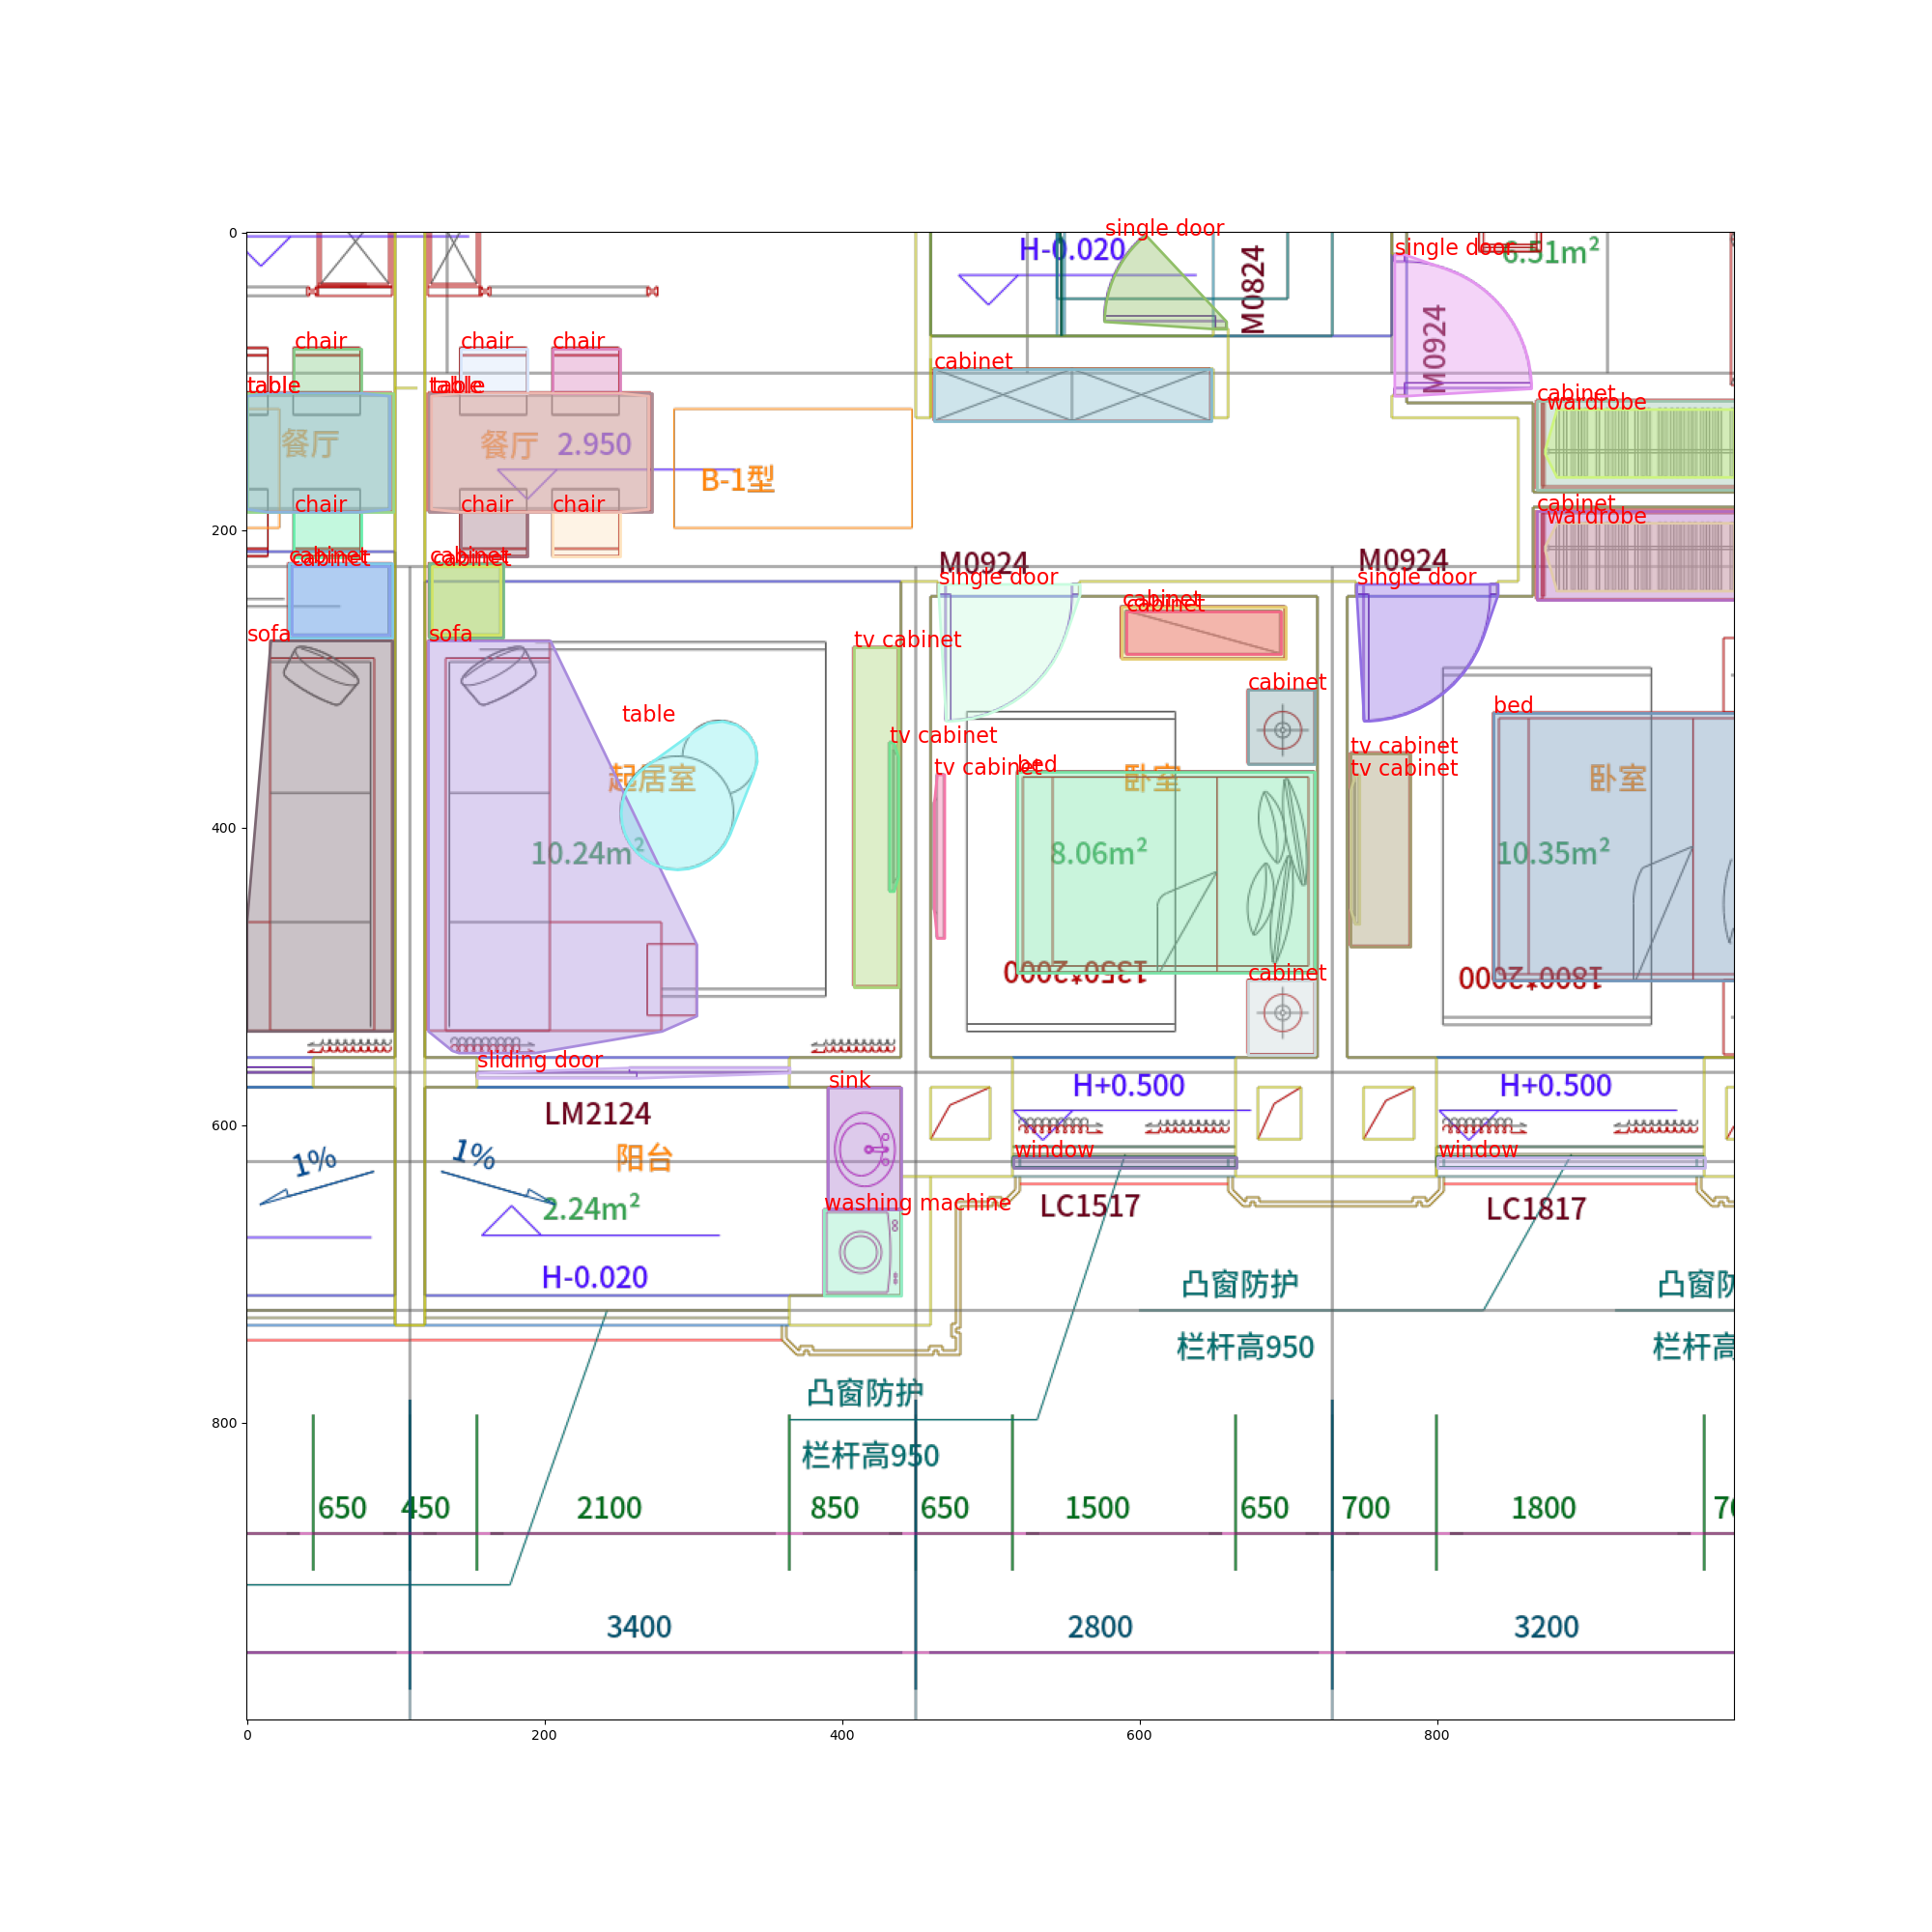 0
single door
H-0.020
M0824
single door
6.51m²
M0924
chair
chair
chair
cabinet
table
table
table
cabinet
wardrobe
餐厅
餐厅
2.950
B-1型
chair
chair
chair
cabinet
wardrobe
200
cabinet
cabinet
cabinet
cabinet
M0924
single door
M0924
single door
cabinet
cabinet
sofa
sofa
tv cabinet
cabinet
table
bed
tv cabinet
tv cabinet
tv cabinet
bed
tv cabinet
起居室
卧室
卧室
400
10.24m²
8.06m²
10.35m²
1350*2000
1800*2000
cabinet
sliding door
sink
H+0.500
H+0.500
LM2124
600
1%
1%
阳台
window
window
2.24m²
washing machine
LC1517
LC1817
H-0.020
凸窗防护
凸窗防
栏杆高950
栏杆高
凸窗防护
800
栏杆高950
650
450
2100
850
650
1500
650
700
1800
3400
2800
3200
0
200
400
600
800